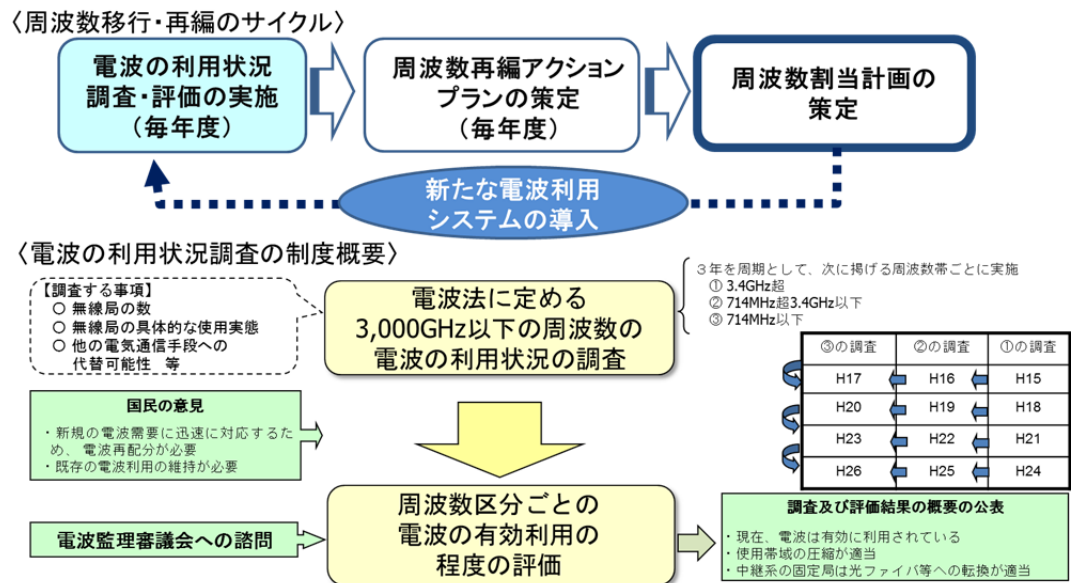 〈周波数移行・再編のサイクル〉
電波の利用状況
調査・評価の実施
（毎年度）
周波数再編アクション
プランの策定
（毎年度）
周波数割当計画の
策定
新たな電波利用
システムの導入
〈電波の利用状況調査の制度概要〉
【調査する事項】
○ 無線局の数
○ 無線局の具体的な使用実態
○ 他の電気通信手段への
代替可能性 等
電波法に定める
3,000GHz以下の周波数の
電波の利用状況の調査
３年を周期として、次に掲げる周波数帯ごとに実施
① 3.4GHz超
② 714MHz超3.4GHz以下
③ 714MHz以下
③の調査 ②の調査 ①の調査
H17 H16 H15
H20 H19 H18
H23 H22 H21
H26 H25 H24
国民の意見
・新規の電波需要に迅速に対応するた
め、電波再配分が必要
・既存の電波利用の維持が必要
電波監理審議会への諮問
周波数区分ごとの
電波の有効利用の
程度の評価
調査及び評価結果の概要の公表
・現在、電波は有効に利用されている
・使用帯域の圧縮が適当
・中継系の固定局は光ファイバ等への転換が適当